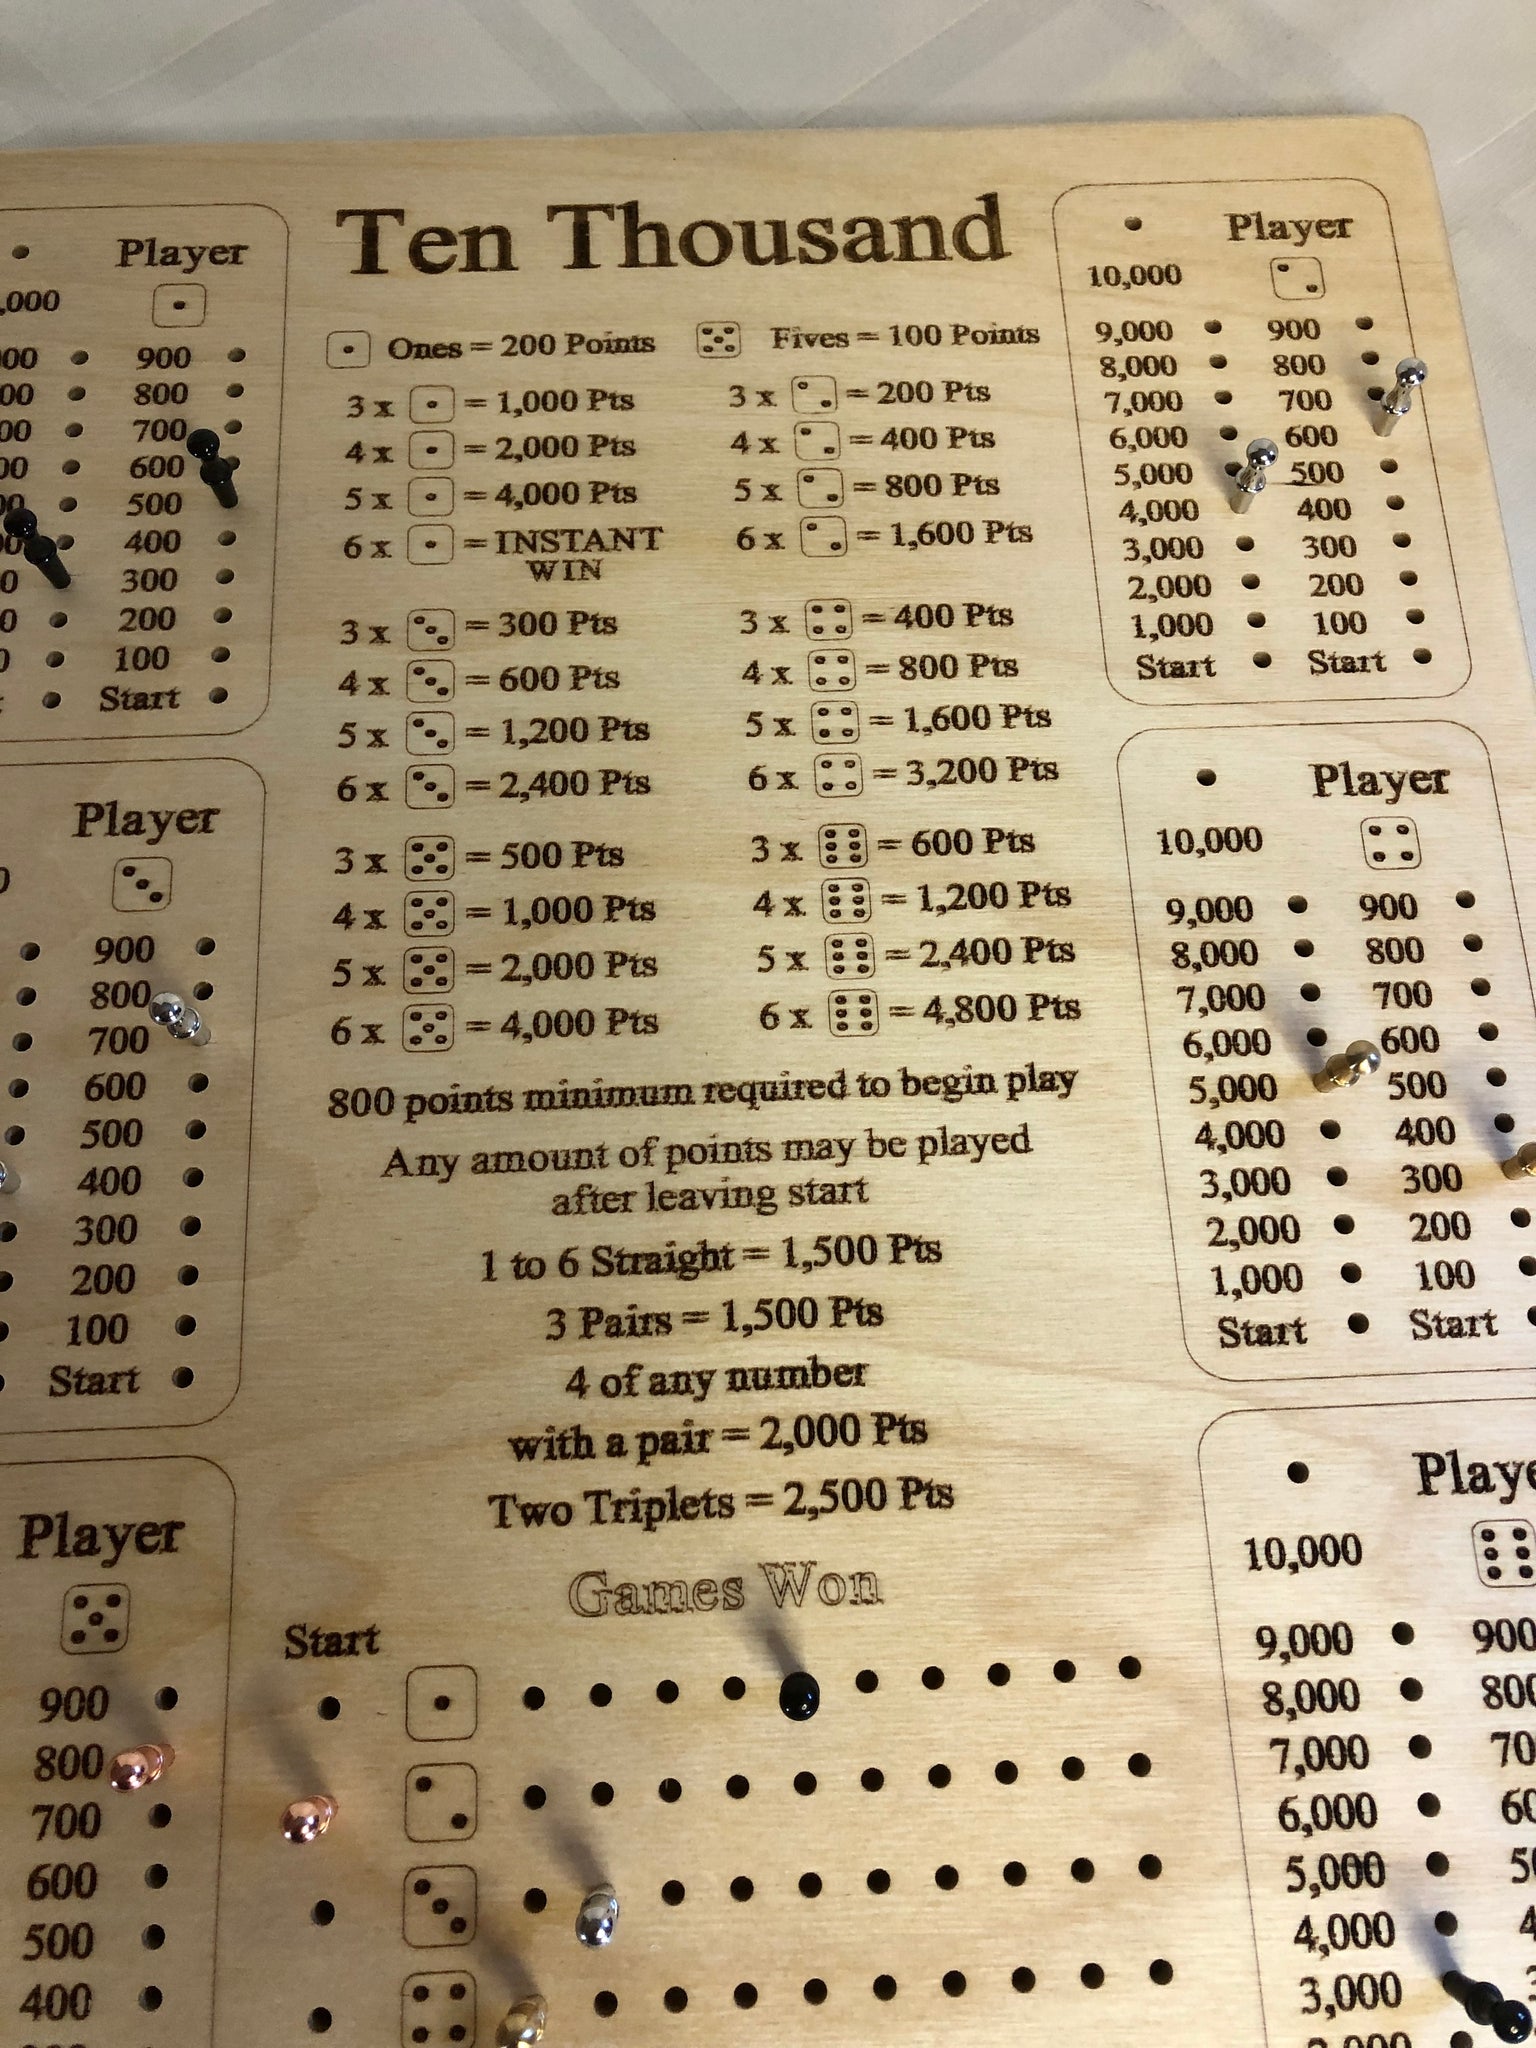 Ten Thousand
Ones = 200 Points
Fives = 100 Points
3 x = 1,000 Pts
4 x = 2,000 Pts
5 x = 4,000 Pts
6 x = INSTANT
WIN
3 x = 200 Pts
4 x = 400 Pts
5 x = 800 Pts
6 x = 1,600 Pts
3 x = 300 Pts
4 x = 600 Pts
5 x = 1,200 Pts
6 x = 2,400 Pts
3 x = 400 Pts
4 x = 800 Pts
5 x = 1,600 Pts
6 x = 3,200 Pts
3 x = 500 Pts
4 x = 1,000 Pts
5 x = 2,000 Pts
6 x = 4,000 Pts
3 x = 600 Pts
4 x = 1,200 Pts
5 x = 2,400 Pts
6 x = 4,800 Pts
800 points minimum required to begin play
Any amount of points may be played
after leaving start
1 to 6 Straight = 1,500 Pts
3 Pairs = 1,500 Pts
4 of any number
with a pair = 2,000 Pts
Two Triplets = 2,500 Pts
Games Won
Start
Player
900
800
700
600
500
400
300
200
100
Start
Player
900
800
700
600
500
400
300
200
100
Start
Player
900
800
700
600
500
400
Player
10,000
9,000 900
8,000 800
7,000 700
6,000 600
5,000 500
4,000 400
3,000 300
2,000 200
1,000 100
Start Start
Player
10,000
9,000 900
8,000 800
7,000 700
6,000 600
5,000 500
4,000 400
3,000 300
2,000 200
1,000 100
Start Start
Playe
10,000
9,000 900
8,000
7,000
6,000
5,000
4,000
3,000